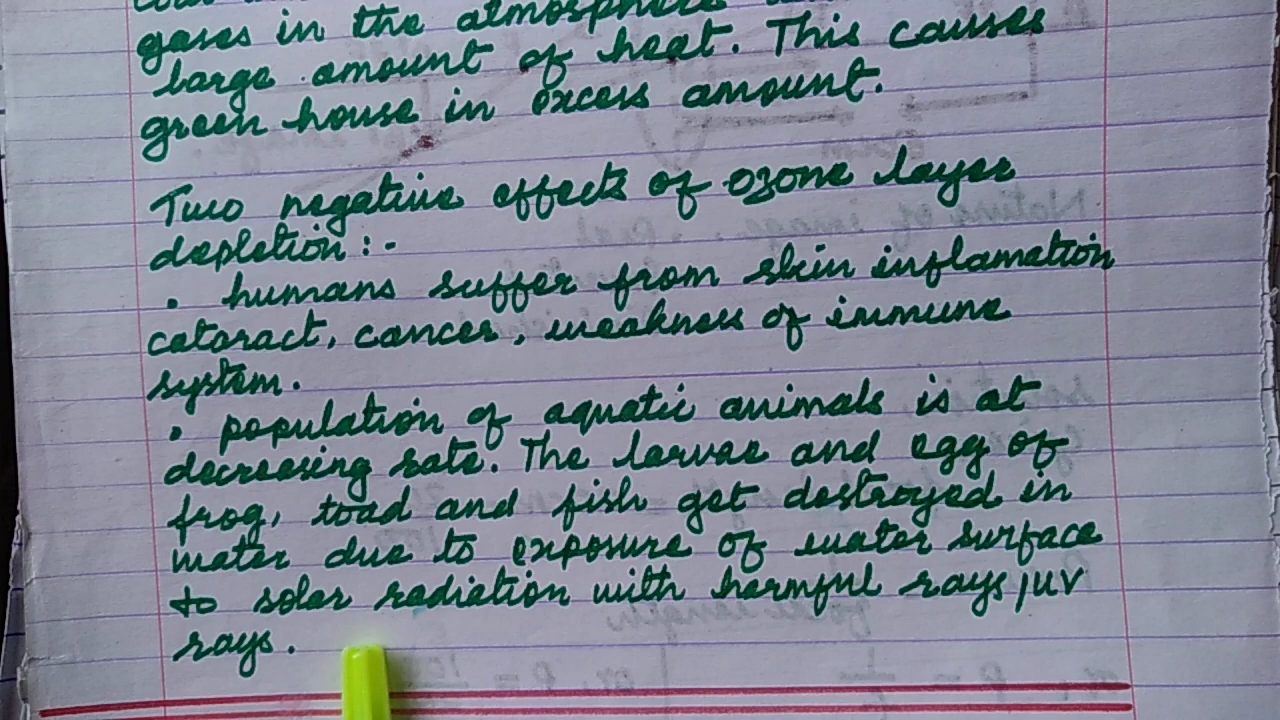 gases in the atmosphere
large amount of heat. This causes
green house in excess amount.
Two negative effects of ozone layer
depletion :-
• humans suffer from skin inflamation
cataract, cancer, weakness of immune
system.
• population of aquatic animals is at
decreasing rate. The larvae and egg of
frog, toad and fish get destroyed in
water due to exposure of water surface
to solar radiation with harmful rays/UV
rays.